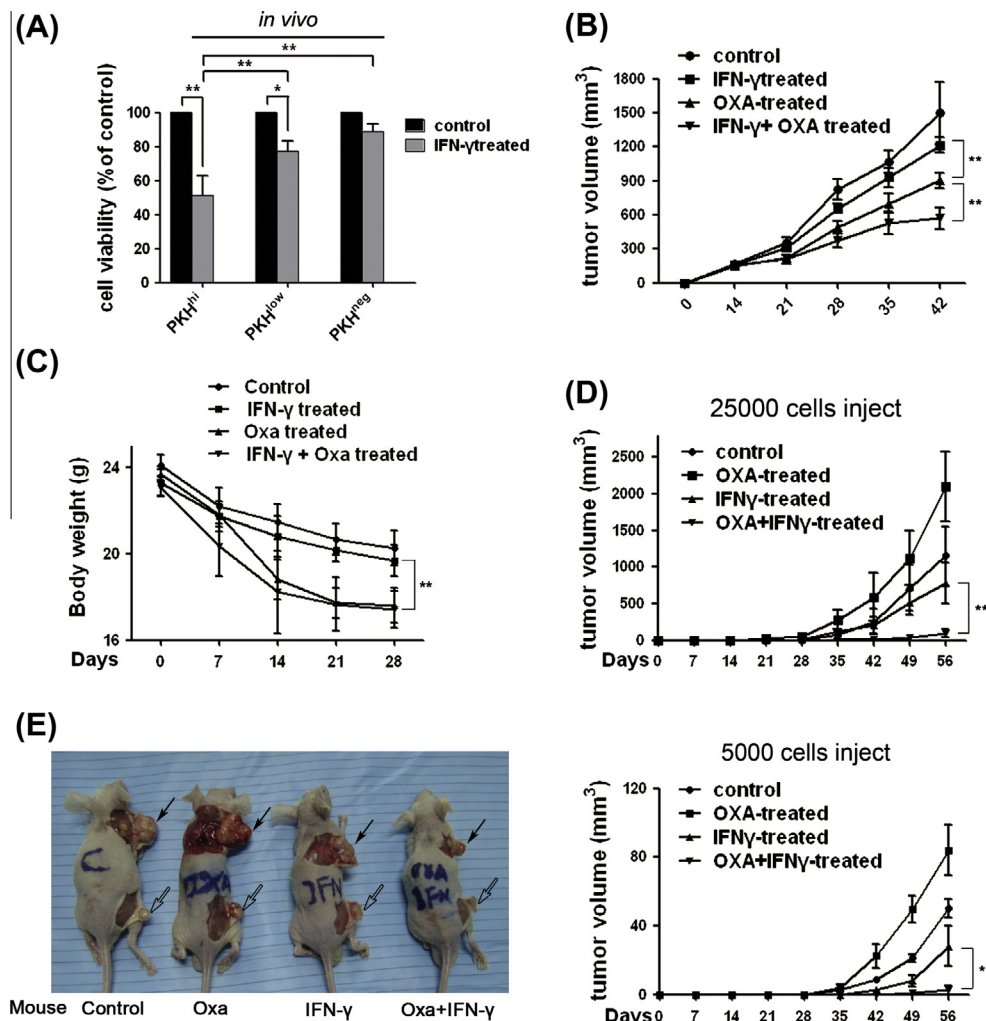 (A)
in vivo
**
**
**
*
cell viability (% of control)
100
80
60
40
20
0
control
IFN-γtreated
PKHhi
PKHlow
PKHneg
(B)
control
IFN-γtreated
OXA-treated
IFN-γ+ OXA treated
tumor volume (mm3)
1800
1500
1200
900
600
300
0
**
**
0 14 21 28 35 42
(C)
Control
IFN-γ treated
Oxa treated
IFN-γ + Oxa treated
Body weight (g)
24
20
16
**
Days 0 7 14 21 28
(D)
25000 cells inject
control
OXA-treated
IFNγ-treated
OXA+IFNγ-treated
tumor volume (mm3)
2500
2000
1500
1000
500
0
**
Days 0 7 14 21 28 35 42 49 56
5000 cells inject
control
OXA-treated
IFNγ-treated
OXA+IFNγ-treated
tumor volume (mm3)
120
80
40
0
*
Days 0 7 14 21 28 35 42 49 56
(E)
C
OXA
IFN
OXA
IFN
Mouse Control Oxa IFN-γ Oxa+IFN-γ